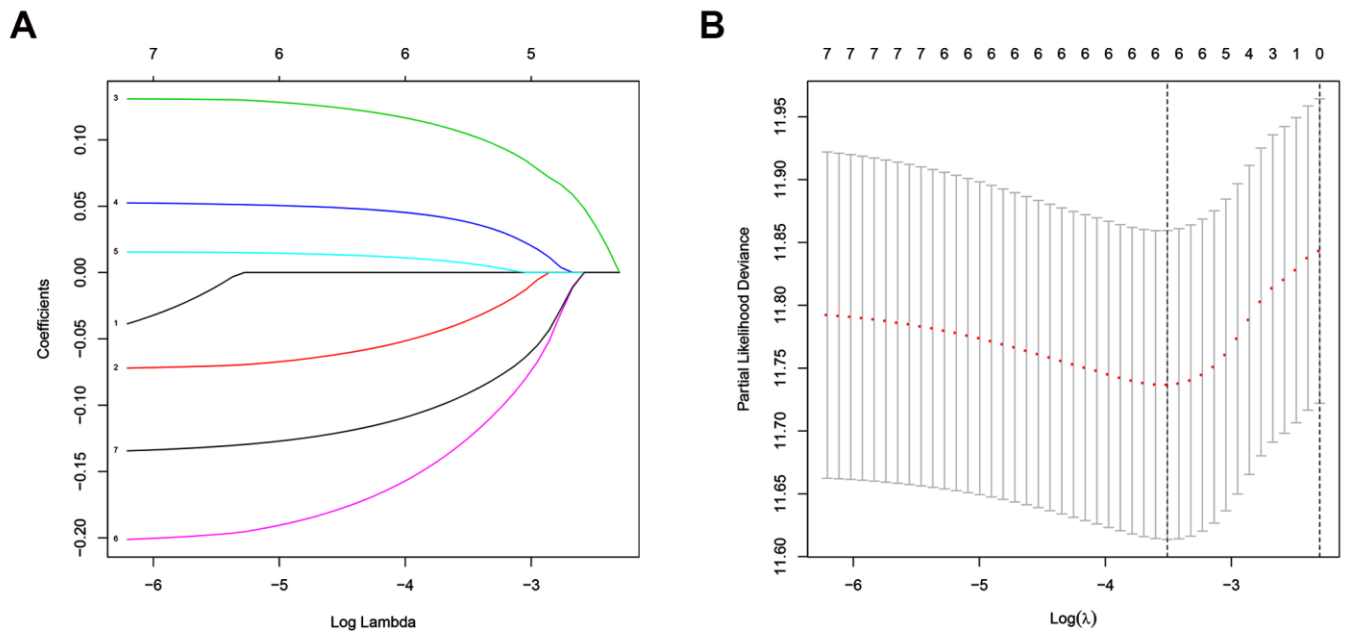 A
7 6 6 5
Coefficients
0.10
0.05
0.00
−0.05
−0.10
−0.15
−0.20
3
4
5
1
2
7
6
−6 −5 −4 −3
Log Lambda
B
7 7 7 7 7 6 6 6 6 6 6 6 6 6 6 6 6 5 4 3 1 0
Partial Likelihood Deviance
11.95
11.90
11.85
11.80
11.75
11.70
11.65
11.60
−6 −5 −4 −3
Log(λ)